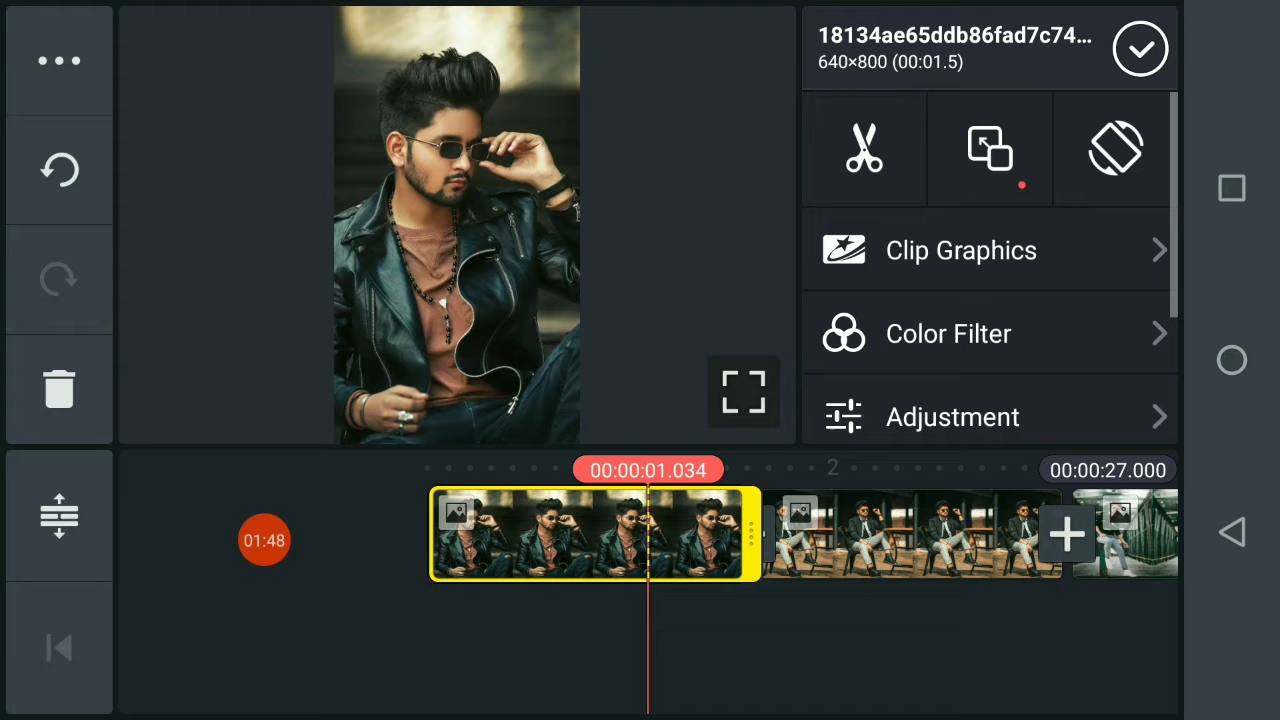 18134ae65ddb86fad7c74...
640×800 (00:01.5)
Clip Graphics
Color Filter
Adjustment
00:00:01.034
2
00:00:27.000
01:48